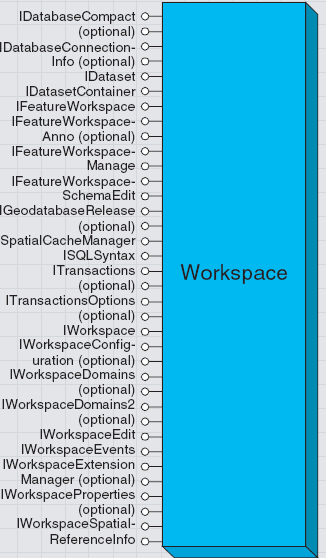 IDatabaseCompact
(optional)
IDatabaseConnection-
Info (optional)
IDataset
IDatasetContainer
IFeatureWorkspace
IFeatureWorkspace-
Anno (optional)
IFeatureWorkspace-
Manage
IFeatureWorkspace-
SchemaEdit
IGeodatabaseRelease
(optional)
SpatialCacheManager
ISQLSyntax
ITransactions
(optional)
ITransactionsOptions
(optional)
IWorkspace
IWorkspaceConfig-
uration (optional)
IWorkspaceDomains
(optional)
IWorkspaceDomains2
(optional)
IWorkspaceEdit
IWorkspaceEvents
IWorkspaceExtension
Manager (optional)
IWorkspaceProperties
(optional)
IWorkspaceSpatial-
ReferenceInfo
Workspace